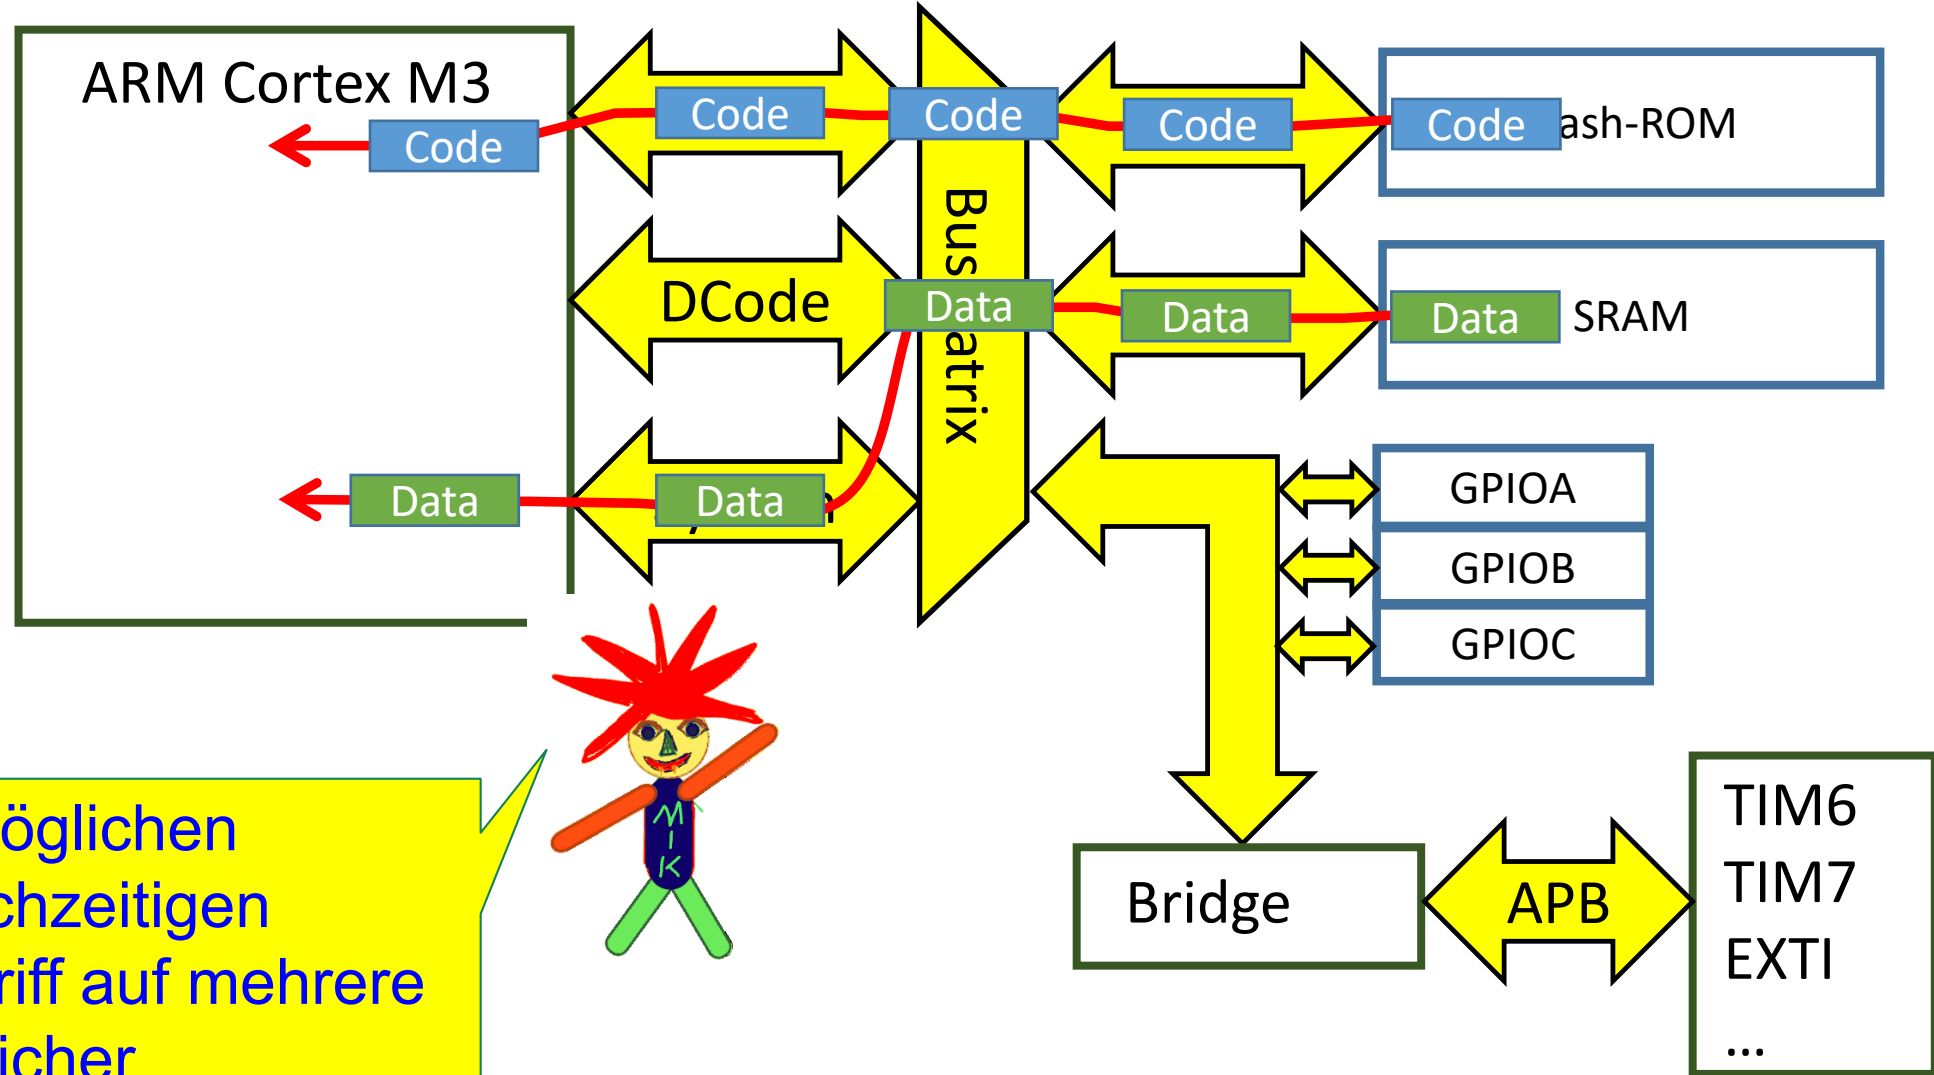 ARM Cortex M3
Code
Code
Code
Code
Code
ash-ROM
Bus
atrix
DCode
Data
Data
Data
SRAM
Data
Data
GPIOA
GPIOB
GPIOC
MIK
Bridge
APB
TIM6
TIM7
EXTI
...
öglichen
chzeitigen
riff auf mehrere
icher